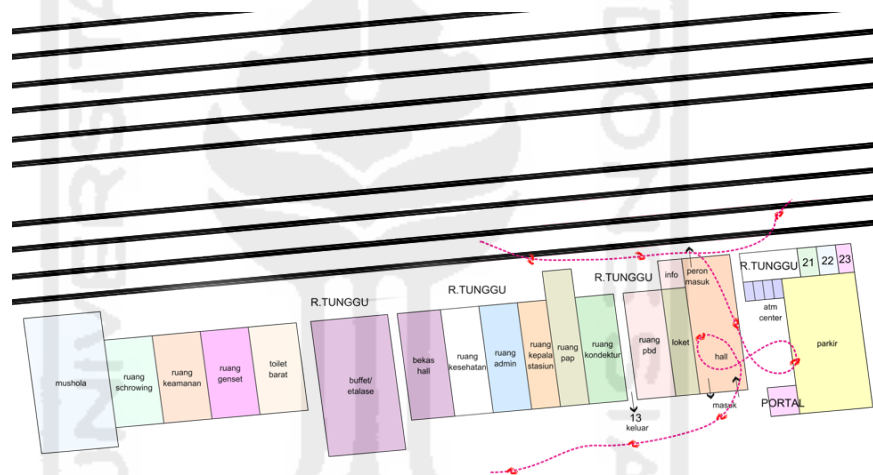 R.TUNGGU
R.TUNGGU
R.TUNGGU
R.TUNGGU
mushola
ruang
schrowing
ruang
keamanan
ruang
genset
toilet
barat
buffet/
etalase
bekas
hall
ruang
kesehatan
ruang
admin
ruang
kepala
stasiun
ruang
pap
ruang
kondektur
ruang
pbd
info
loket
peron
masuk
hall
masuk
13
keluar
atm
center
21
22
23
parkir
PORTAL